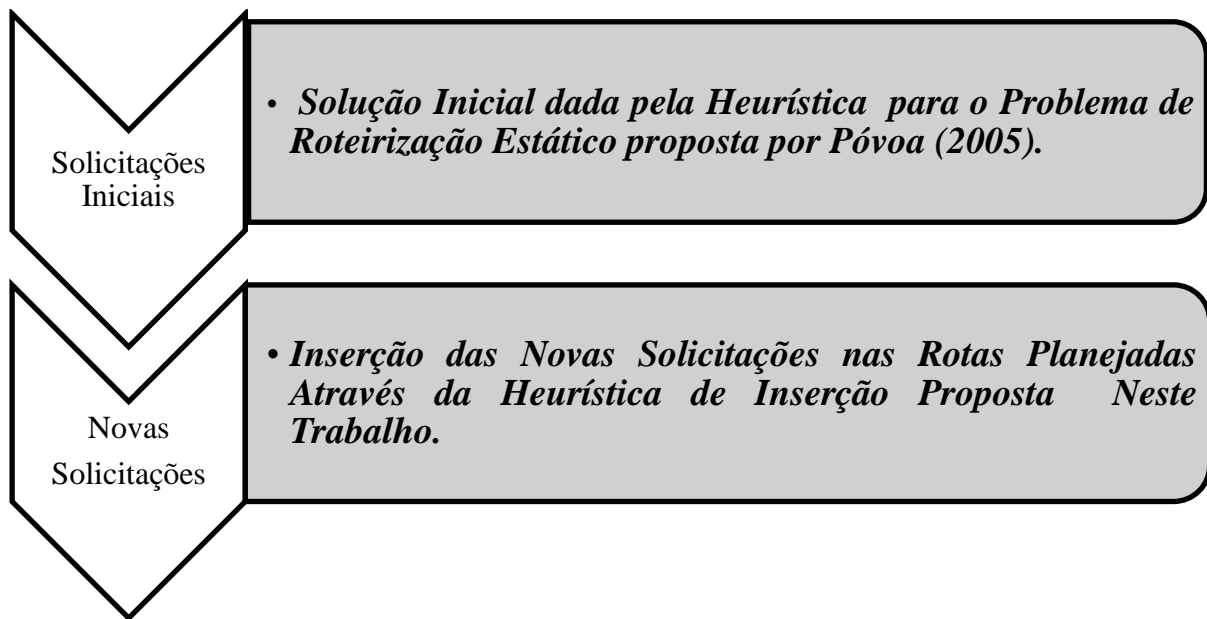 Solicitações
Iniciais
• Solução Inicial dada pela Heurística para o Problema de
Roteirização Estático proposta por Póvoa (2005).
Novas
Solicitações
• Inserção das Novas Solicitações nas Rotas Planejadas
Através da Heurística de Inserção Proposta Neste
Trabalho.